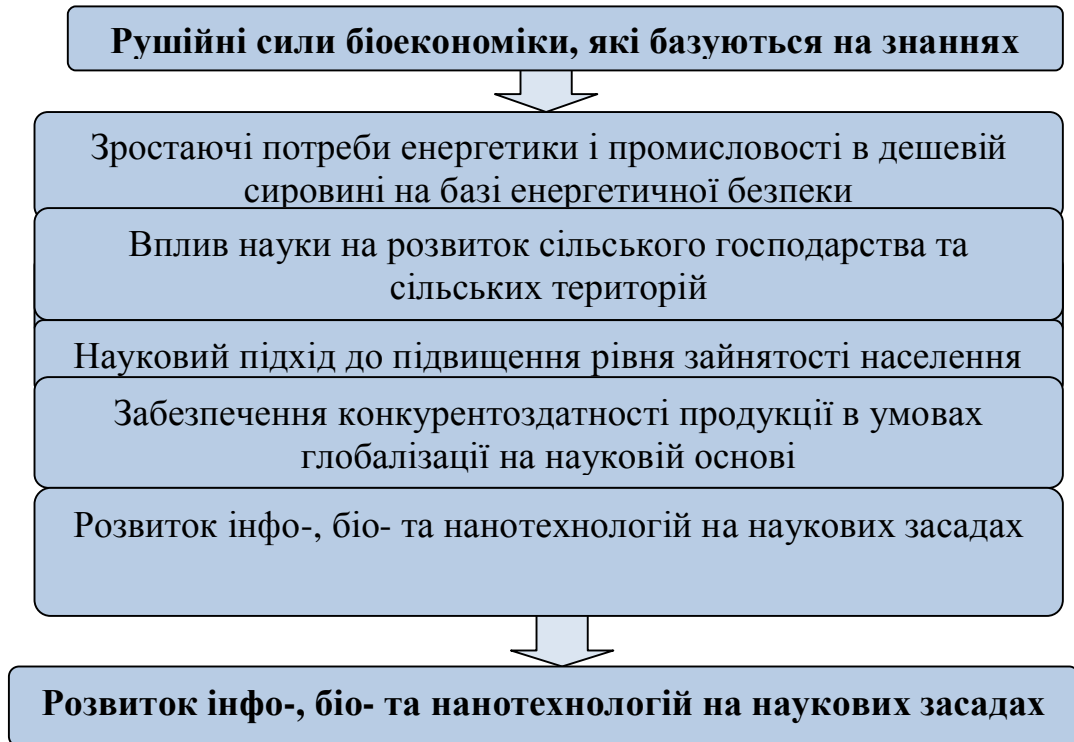 Рушійні сили біоекономіки, які базуються на знаннях
Зростаючі потреби енергетики і промисловості в дешевій
сировині на базі енергетичної безпеки
Вплив науки на розвиток сільського господарства та
сільських територій
Науковий підхід до підвищення рівня зайнятості населення
Забезпечення конкурентоздатності продукції в умовах
глобалізації на науковій основі
Розвиток інфо-, біо- та нанотехнологій на наукових засадах
Розвиток інфо-, біо- та нанотехнологій на наукових засадах